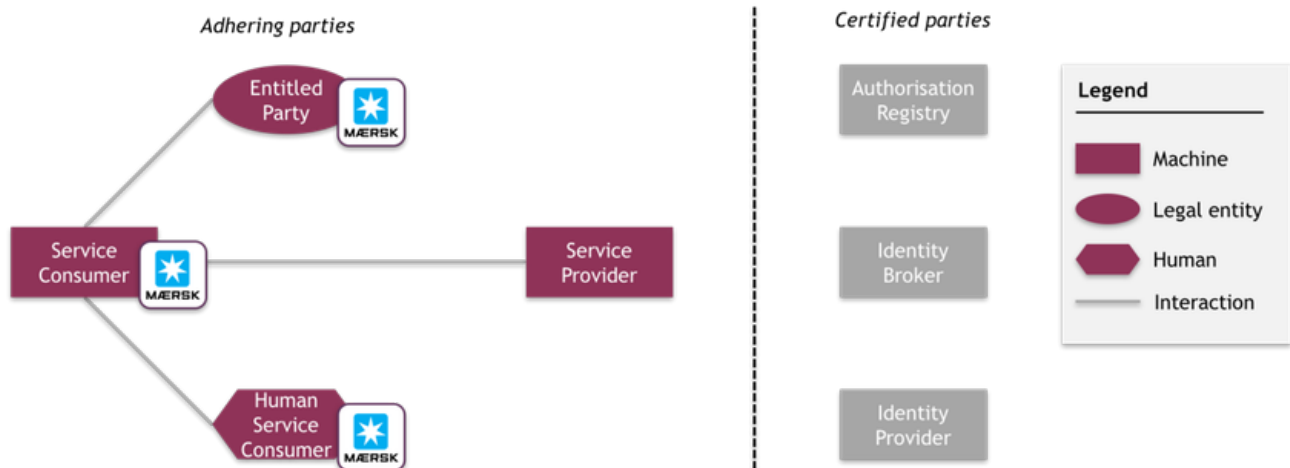 Adhering parties
Certified parties
Entitled
Party
MÆRSK
Authorisation
Registry
Legend
Machine
Legal entity
Human
Interaction
Service
Consumer
MÆRSK
Service
Provider
Identity
Broker
Human
Service
Consumer
MÆRSK
Identity
Provider